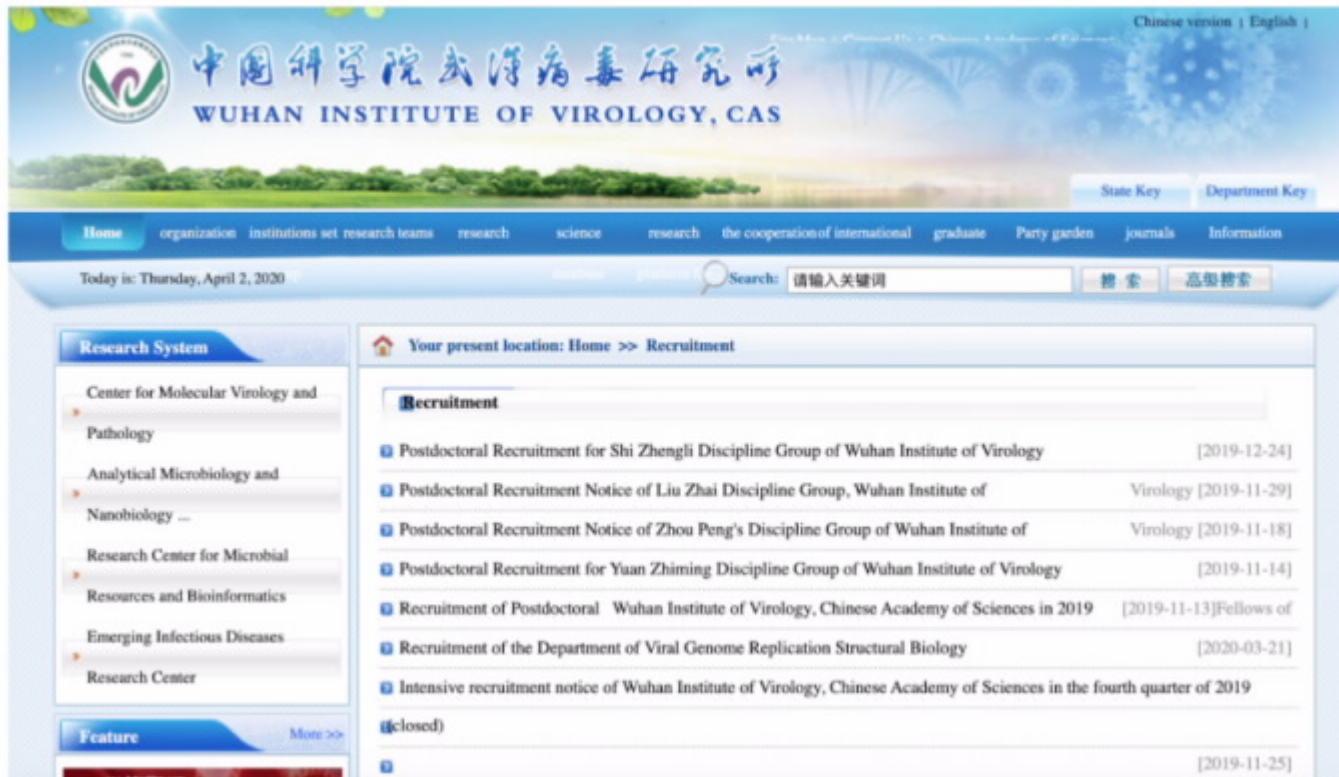 Chinese version | English |
中国科学院武汉病毒研究所
WUHAN INSTITUTE OF VIROLOGY, CAS
State Key Department Key
Home organization institutions set research teams research science research the cooperation of international graduate Party garden journals Information
Today is: Thursday, April 2, 2020 Search: 请输入关键词 搜 索 高级搜索
Research System
Center for Molecular Virology and
Pathology
Analytical Microbiology and
Nanobiology ...
Research Center for Microbial
Resources and Bioinformatics
Emerging Infectious Diseases
Research Center
Feature More >>
Your present location: Home >> Recruitment
Recruitment
Postdoctoral Recruitment for Shi Zhengli Discipline Group of Wuhan Institute of Virology [2019-12-24]
Postdoctoral Recruitment Notice of Liu Zhai Discipline Group, Wuhan Institute of Virology [2019-11-29]
Postdoctoral Recruitment Notice of Zhou Peng's Discipline Group of Wuhan Institute of Virology [2019-11-18]
Postdoctoral Recruitment for Yuan Zhiming Discipline Group of Wuhan Institute of Virology [2019-11-14]
Recruitment of Postdoctoral Wuhan Institute of Virology, Chinese Academy of Sciences in 2019 [2019-11-13]Fellows of
Recruitment of the Department of Viral Genome Replication Structural Biology [2020-03-21]
Intensive recruitment notice of Wuhan Institute of Virology, Chinese Academy of Sciences in the fourth quarter of 2019
(closed)
[2019-11-25]